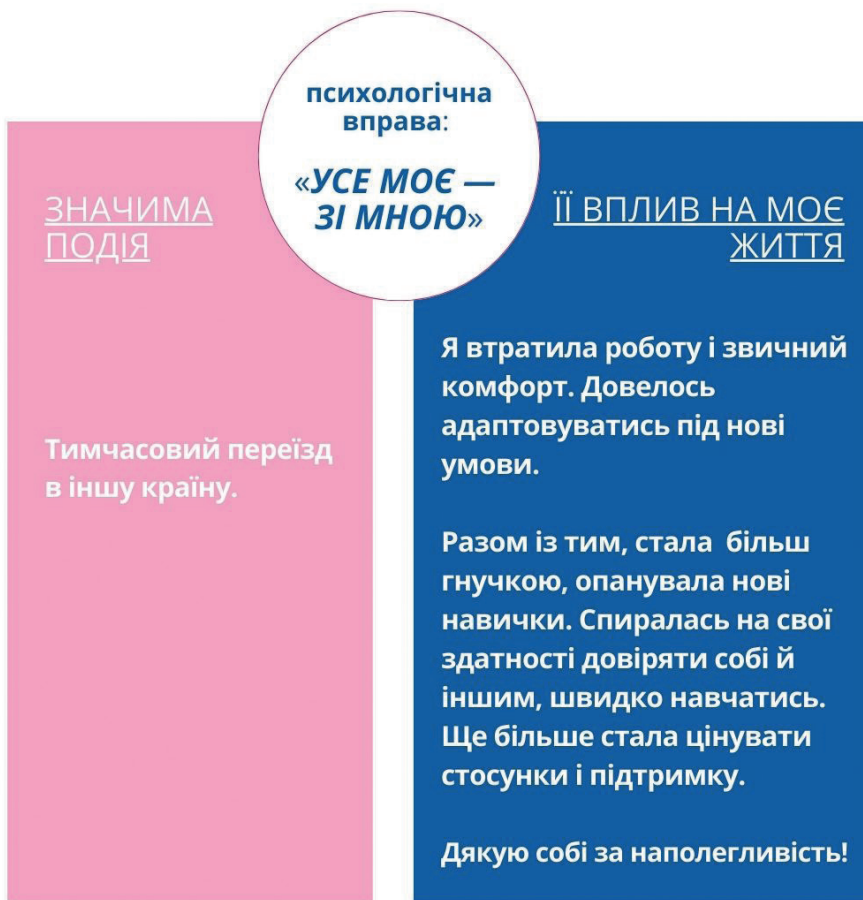 психологічна
вправа:
«УСЕ МОЄ —
ЗІ МНОЮ»
ЗНАЧИМА
ПОДІЯ
Тимчасовий переїзд
в іншу країну.
ЇЇ ВПЛИВ НА МОЄ
ЖИТТЯ
Я втратила роботу і звичний
комфорт. Довелось
адаптовуватись під нові
умови.
Разом із тим, стала більш
гнучкою, опанувала нові
навички. Спиралась на свої
здатності довіряти собі й
іншим, швидко навчатись.
Ще більше стала цінувати
стосунки і підтримку.
Дякую собі за наполегливість!